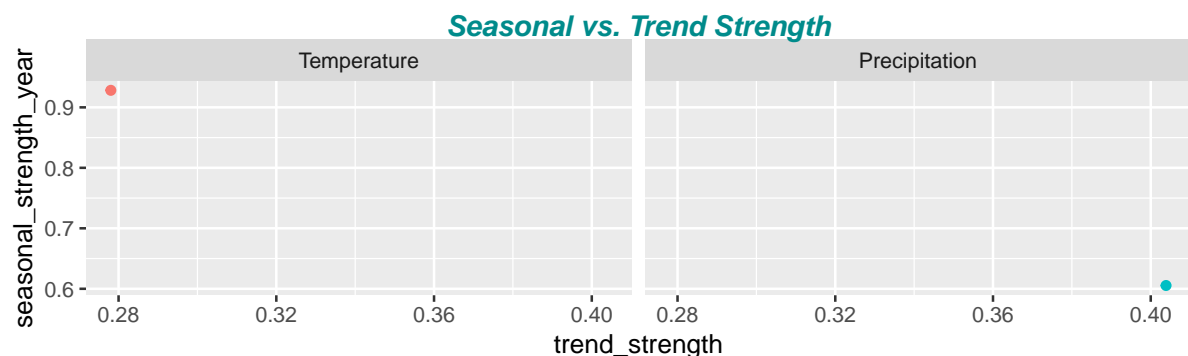 Seasonal vs. Trend Strength
Temperature
Precipitation
seasonal_strength_year
0.9
0.8
0.7
0.6
0.28 0.32 0.36 0.40 0.28 0.32 0.36 0.40
trend_strength